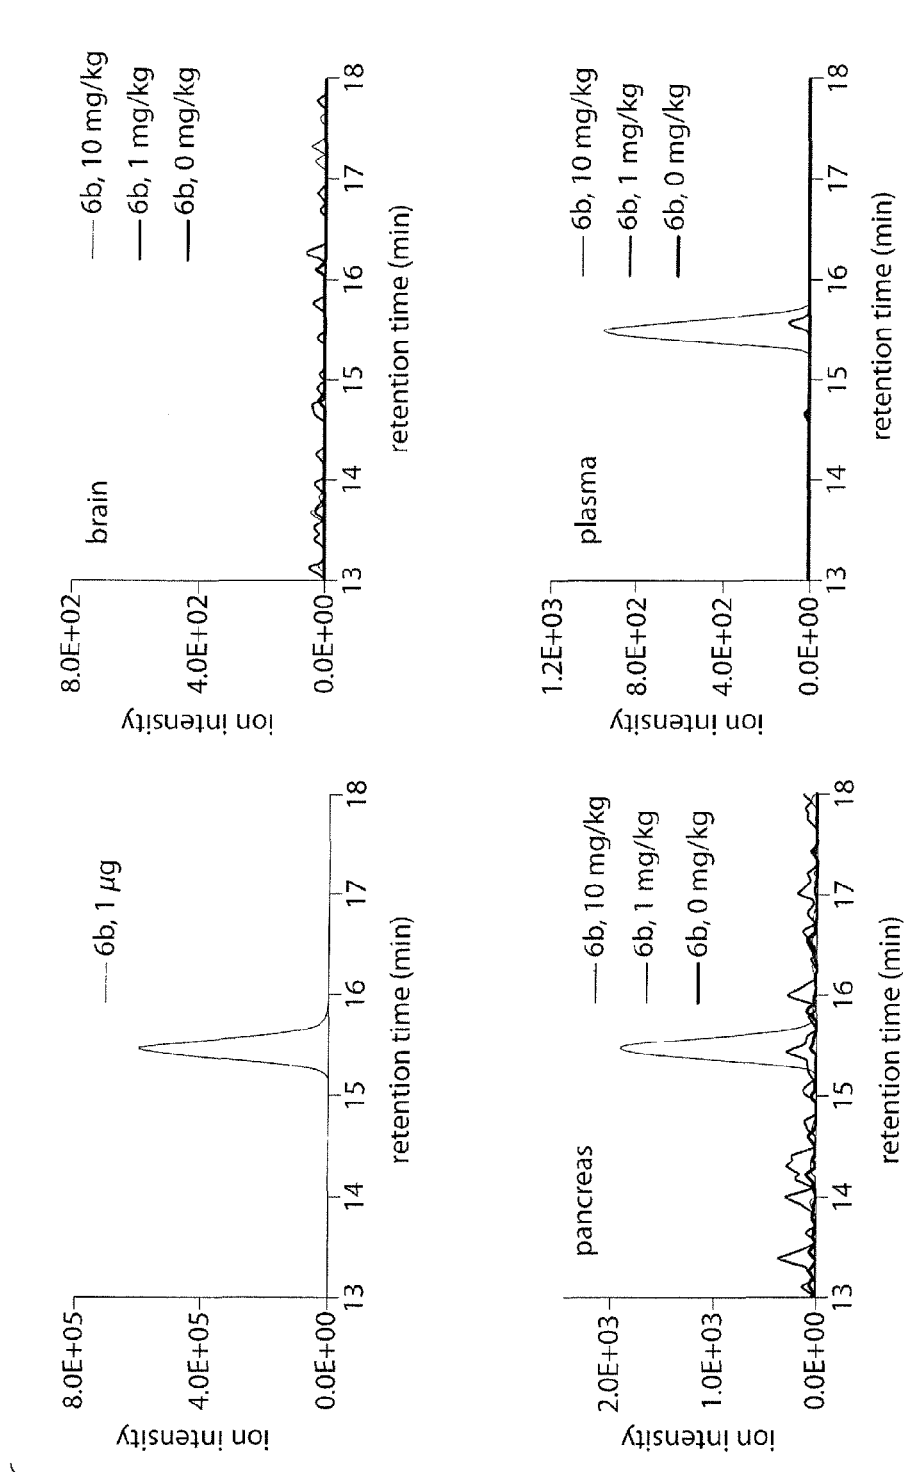 6b, 1 μg
8.0E+05
4.0E+05
0.0E+00
ion intensity
13 14 15 16 17 18
retention time (min)
brain
6b, 10 mg/kg
6b, 1 mg/kg
6b, 0 mg/kg
8.0E+02
4.0E+02
0.0E+00
ion intensity
13 14 15 16 17 18
retention time (min)
pancreas
6b, 10 mg/kg
6b, 1 mg/kg
6b, 0 mg/kg
2.0E+03
1.0E+03
0.0E+00
ion intensity
13 14 15 16 17 18
retention time (min)
plasma
6b, 10 mg/kg
6b, 1 mg/kg
6b, 0 mg/kg
1.2E+03
8.0E+02
4.0E+02
0.0E+00
ion intensity
13 14 15 16 17 18
retention time (min)